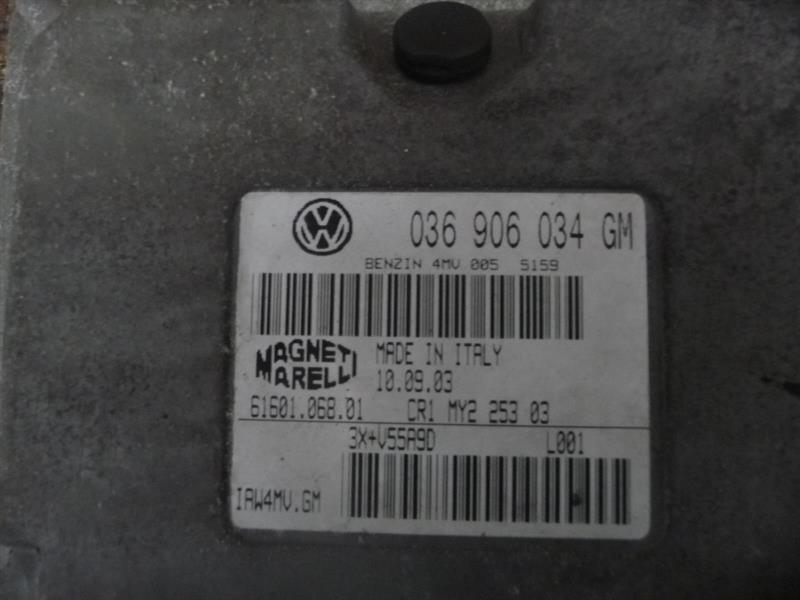 VW 036 906 034 GM
BENZIN 4MV 005 5159
MAGNETI MARELLI
MADE IN ITALY
10.09.03
61601.068.01 CR1 MY2 253 03
3X+V55A9D L001
IAW4MV.GM